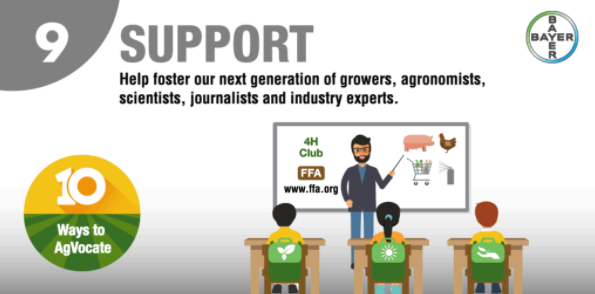 9
SUPPORT
BAYER
BAYER
Help foster our next generation of growers, agronomists,
scientists, journalists and industry experts.
4H
Club
FFA
www.ffa.org
10
Ways to
AgVocate